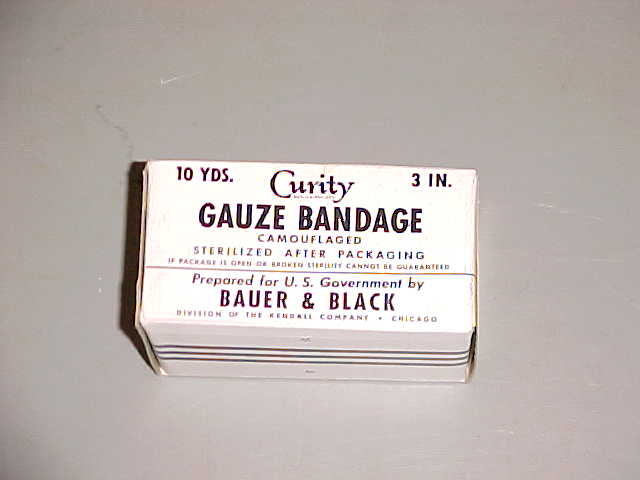 10 YDS. Curity 3 IN.
GAUZE BANDAGE
CAMOUFLAGED
STERILIZED AFTER PACKAGING
IF PACKAGE IS OPEN OR BROKEN STERILITY CANNOT BE GUARANTEED
Prepared for U. S. Government by
BAUER & BLACK
DIVISION OF THE KENDALL COMPANY • CHICAGO